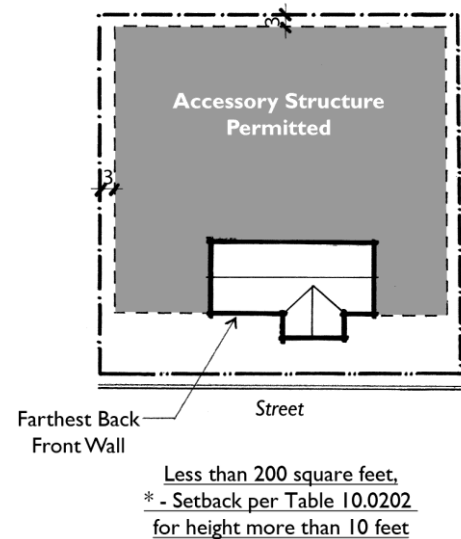 3
Accessory Structure
Permitted
3
Farthest Back
Front Wall
Street
Less than 200 square feet,
* - Setback per Table 10.0202
for height more than 10 feet